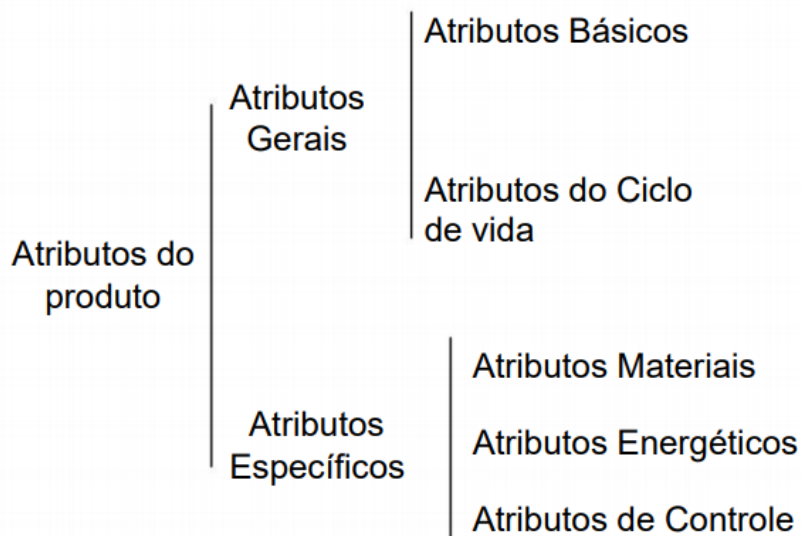 Atributos Básicos
Atributos
Gerais
Atributos do Ciclo
de vida
Atributos do
produto
Atributos Materiais
Atributos
Específicos
Atributos Energéticos
Atributos de Controle